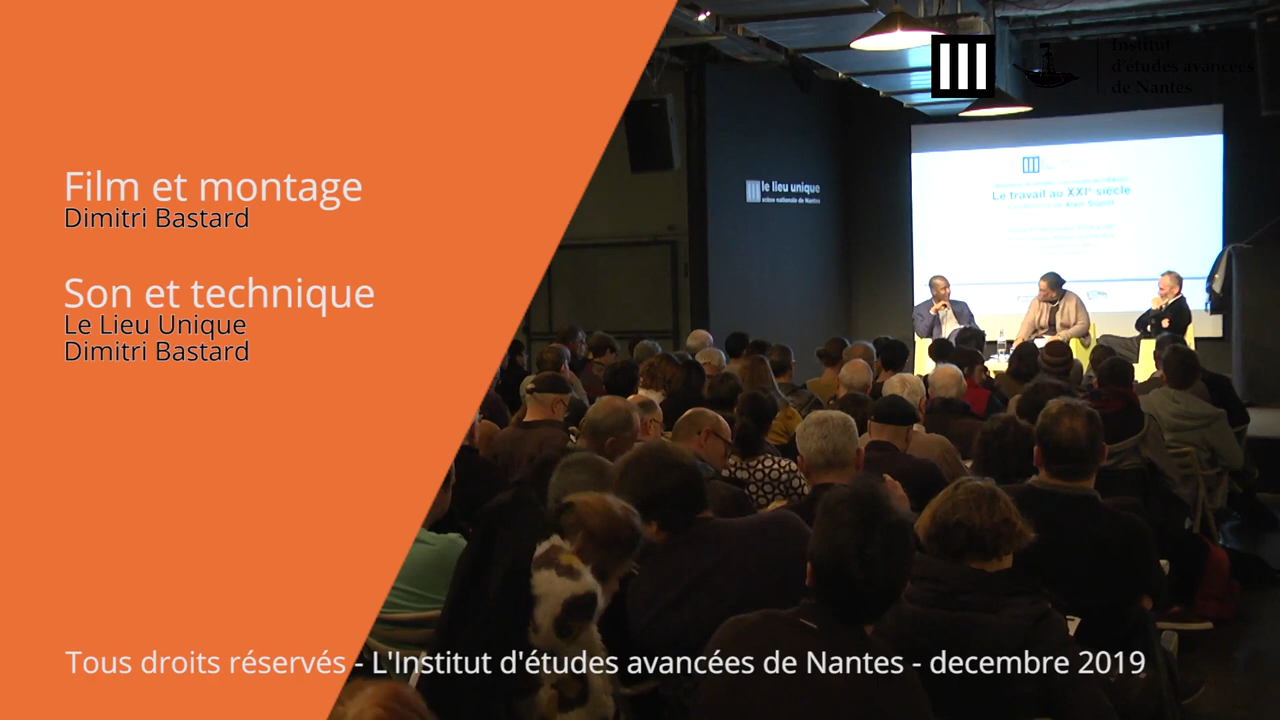 Film et montage
Dimitri Bastard
Son et technique
Le Lieu Unique
Dimitri Bastard
Institut
d'études avancées
de Nantes
le lieu unique
scène nationale de Nantes
Le travail au XXIe siècle
Alain Supiot
Tous droits réservés - L'Institut d'études avancées de Nantes - decembre 2019